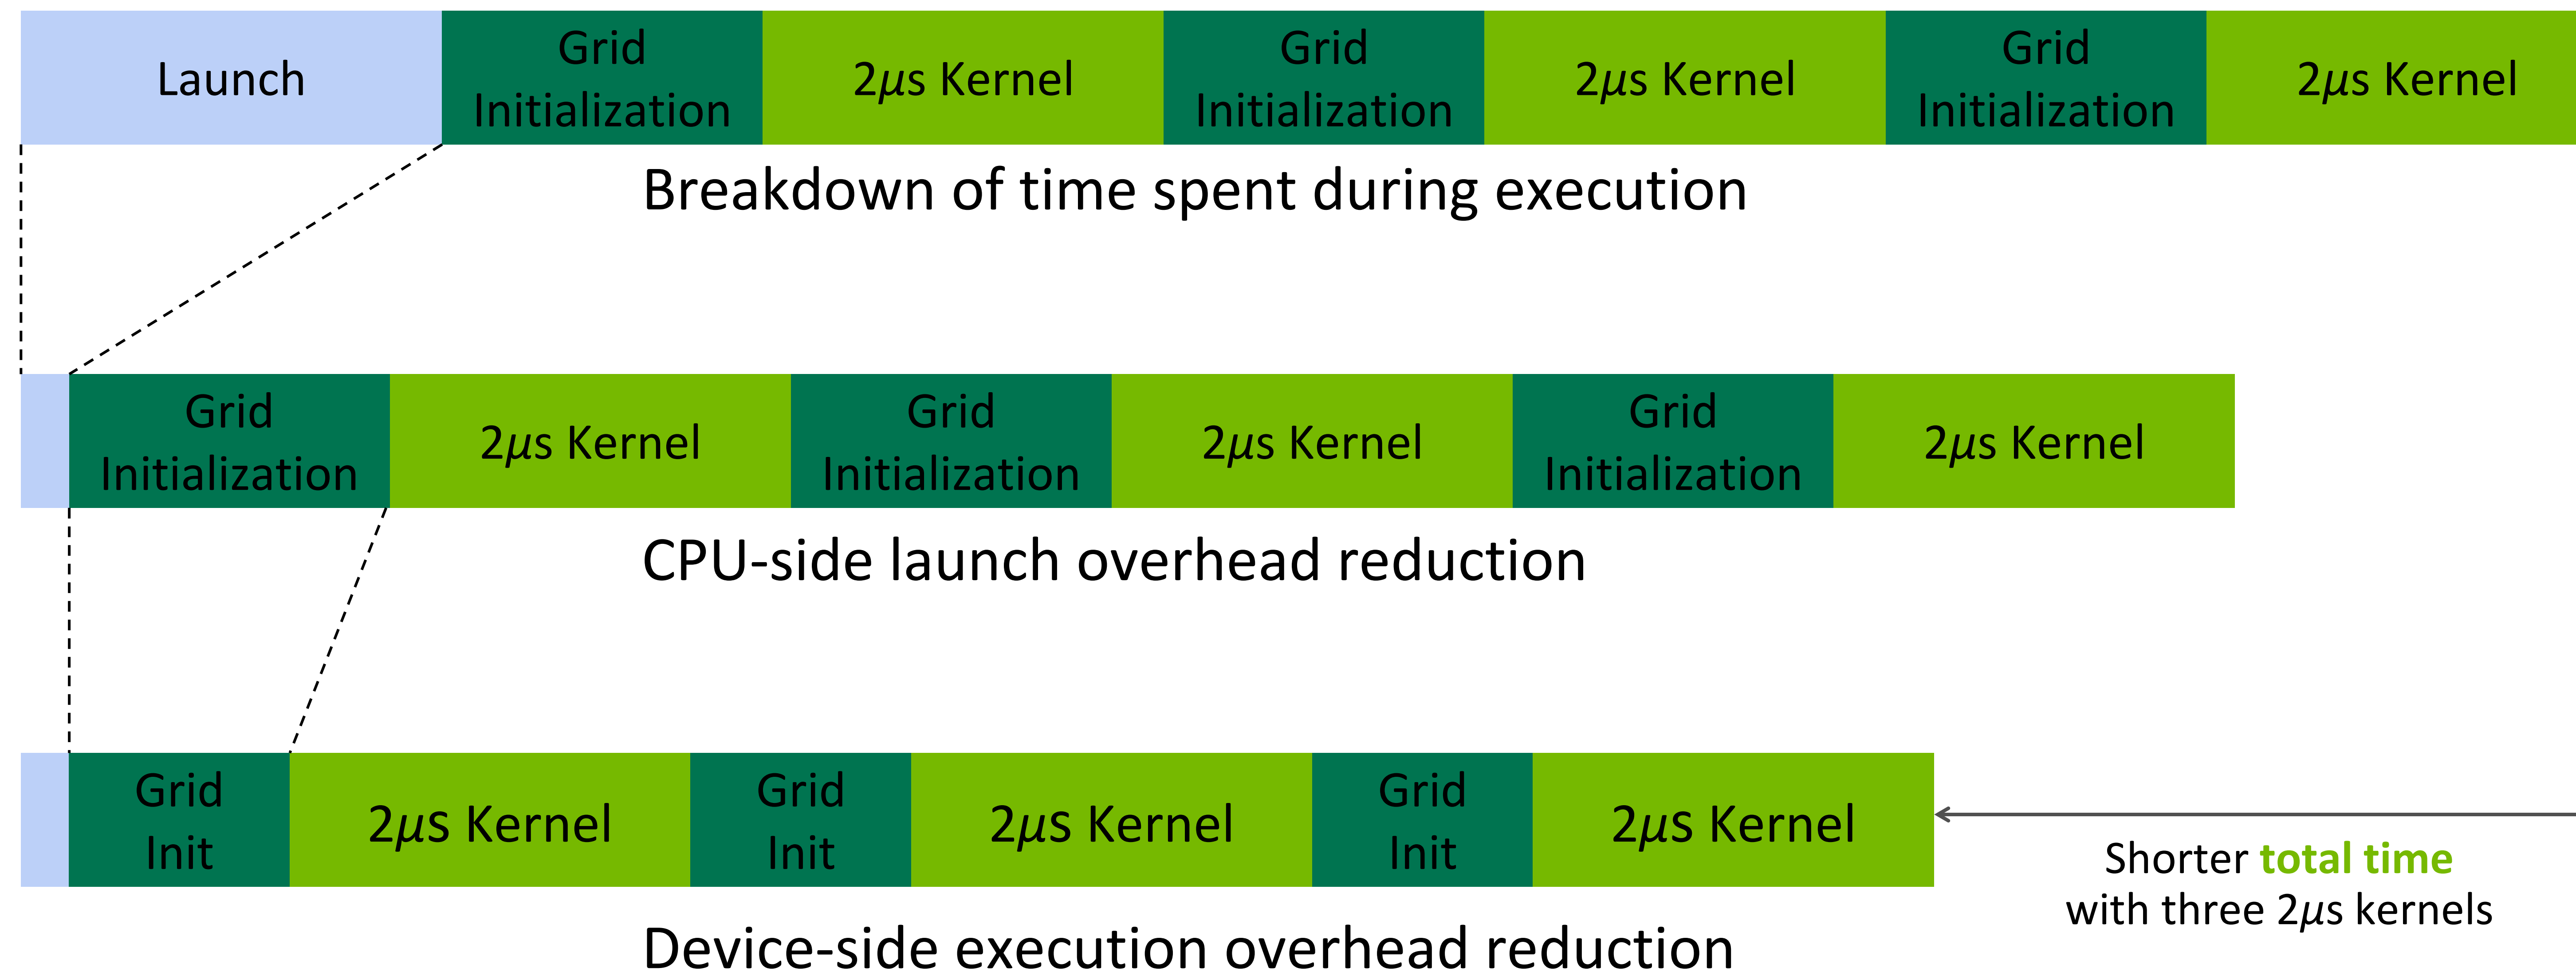 Launch
Grid
Initialization
2μs Kernel
Grid
Initialization
2μs Kernel
Grid
Initialization
2μs Kernel
Breakdown of time spent during execution
Grid
Initialization
2μs Kernel
Grid
Initialization
2μs Kernel
Grid
Initialization
2μs Kernel
CPU-side launch overhead reduction
Grid
Init
2μs Kernel
Grid
Init
2μs Kernel
Grid
Init
2μs Kernel
Shorter total time
with three 2μs kernels
Device-side execution overhead reduction